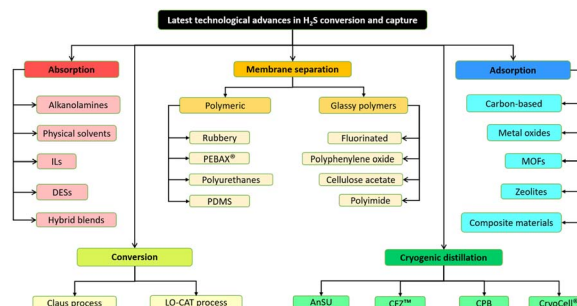 Latest technological advances in H₂S conversion and capture
Absorption
Membrane separation
Adsorption
Alkanolamines
Physical solvents
ILs
DESs
Hybrid blends
Polymeric
Glassy polymers
Rubbery
PEBAX®
Polyurethanes
PDMS
Fluorinated
Polyphenylene oxide
Cellulose acetate
Polyimide
Carbon-based
Metal oxides
MOFs
Zeolites
Composite materials
Conversion
Cryogenic distillation
Claus process
LO-CAT process
AnSU
CFZ™
CPB
CryoCell®